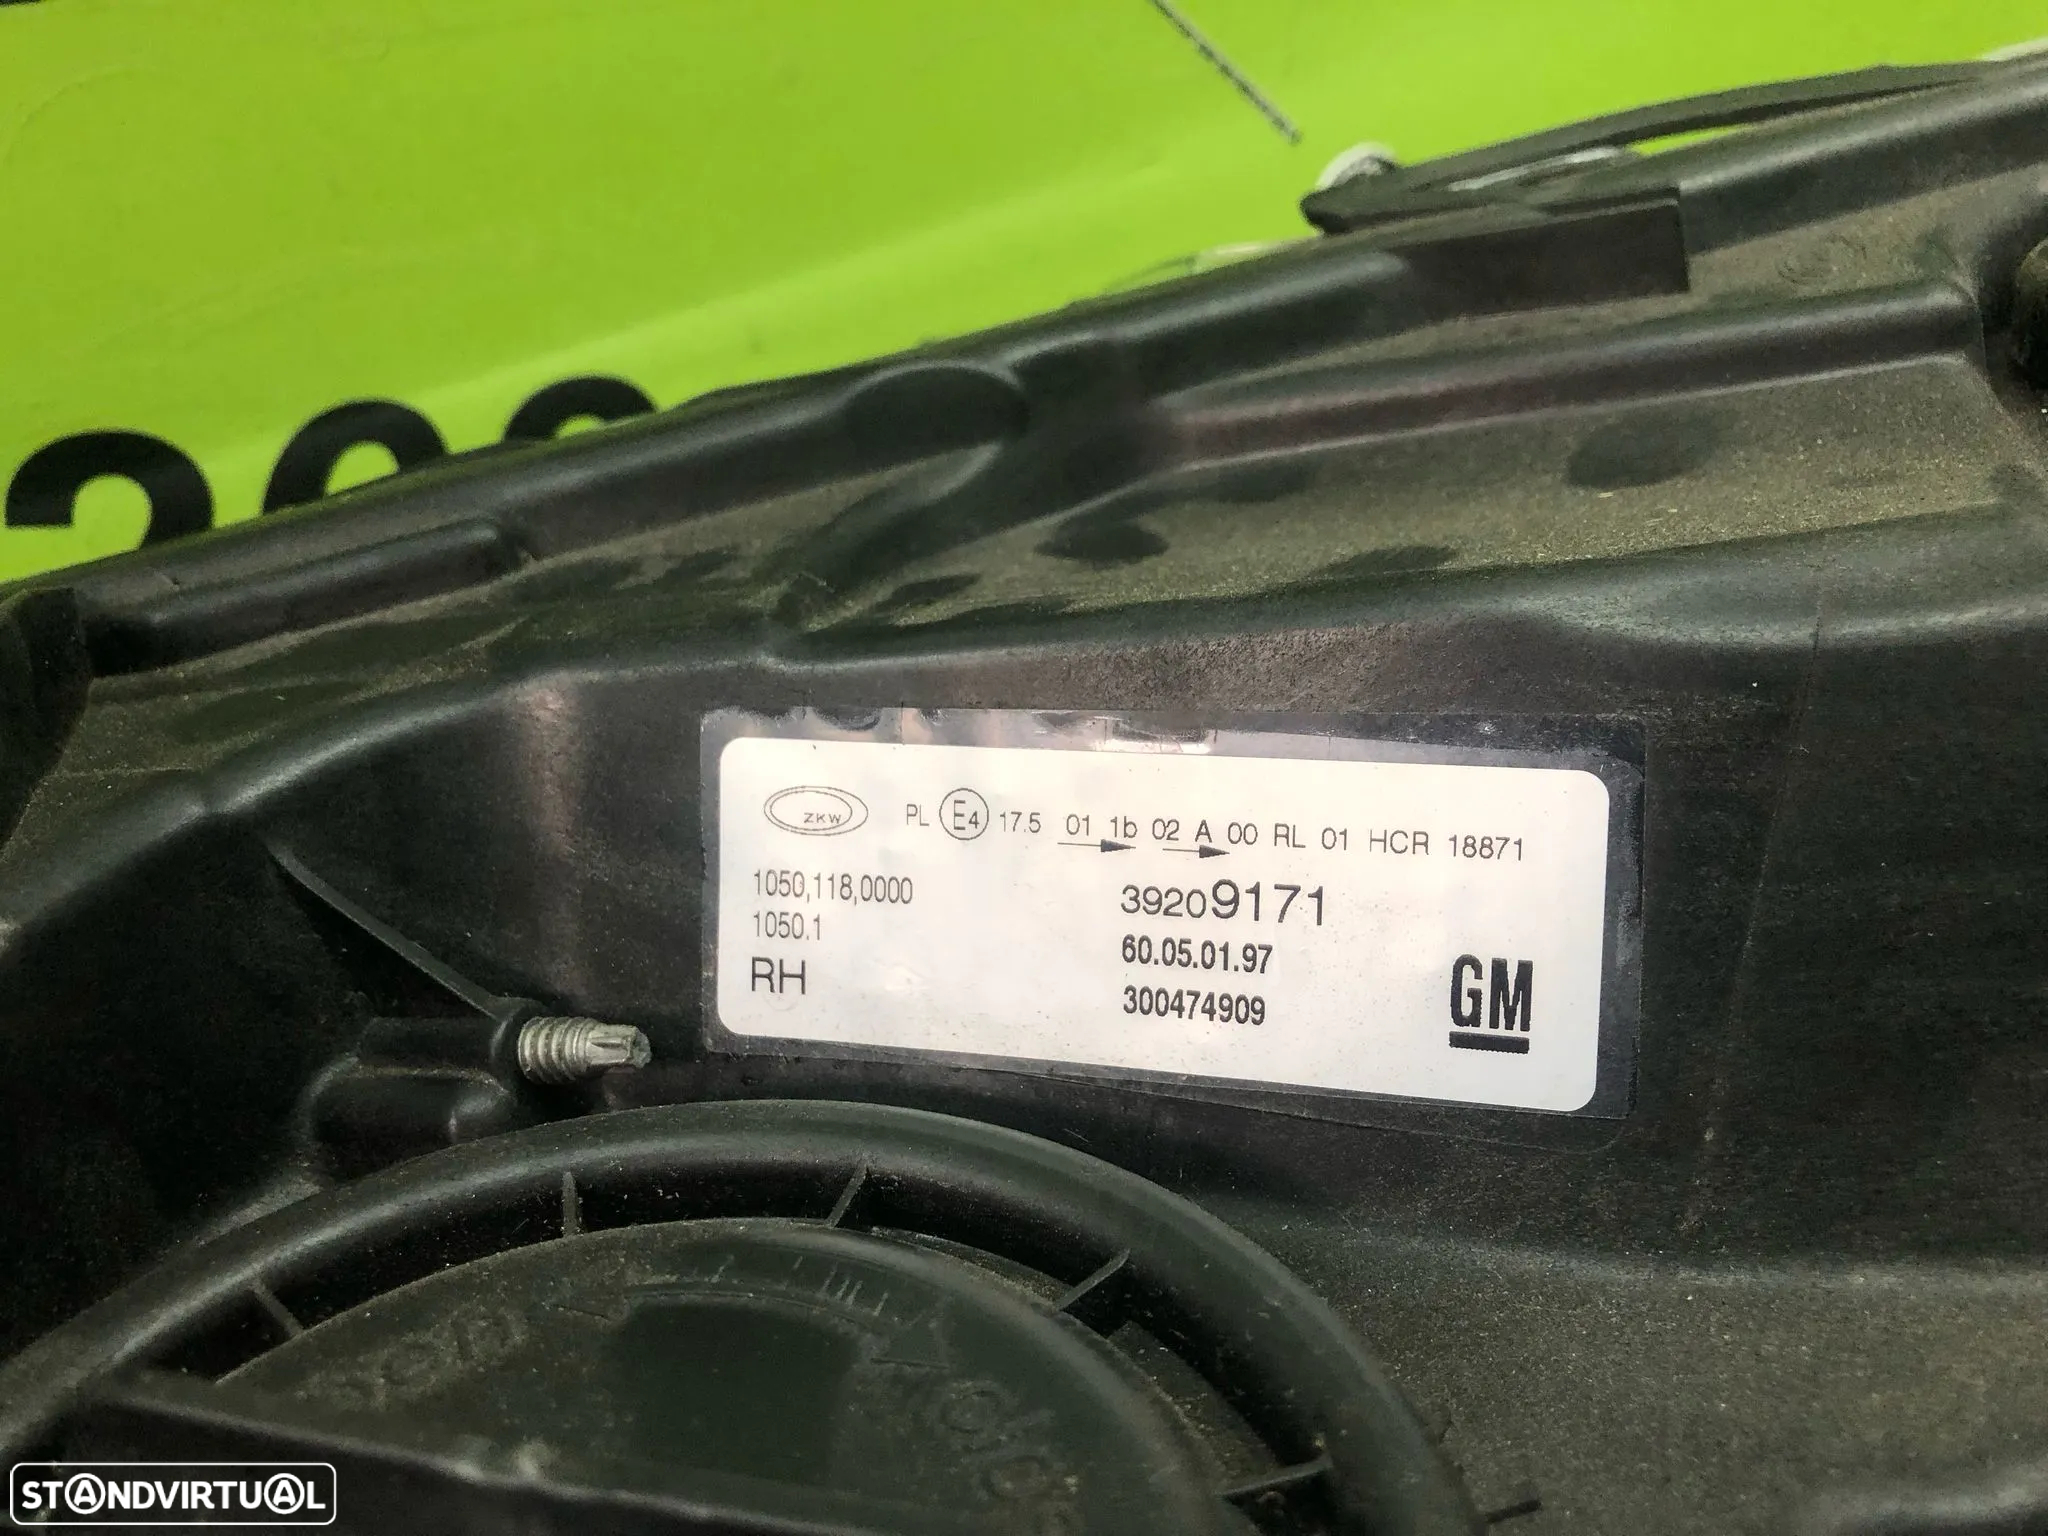 ZKW PL E4 17.5 01 1b 02 A 00 RL 01 HCR 18871
1050,118,0000
1050.1
RH
39209171
60.05.01.97
300474909
GM
STANDVIRTUAL